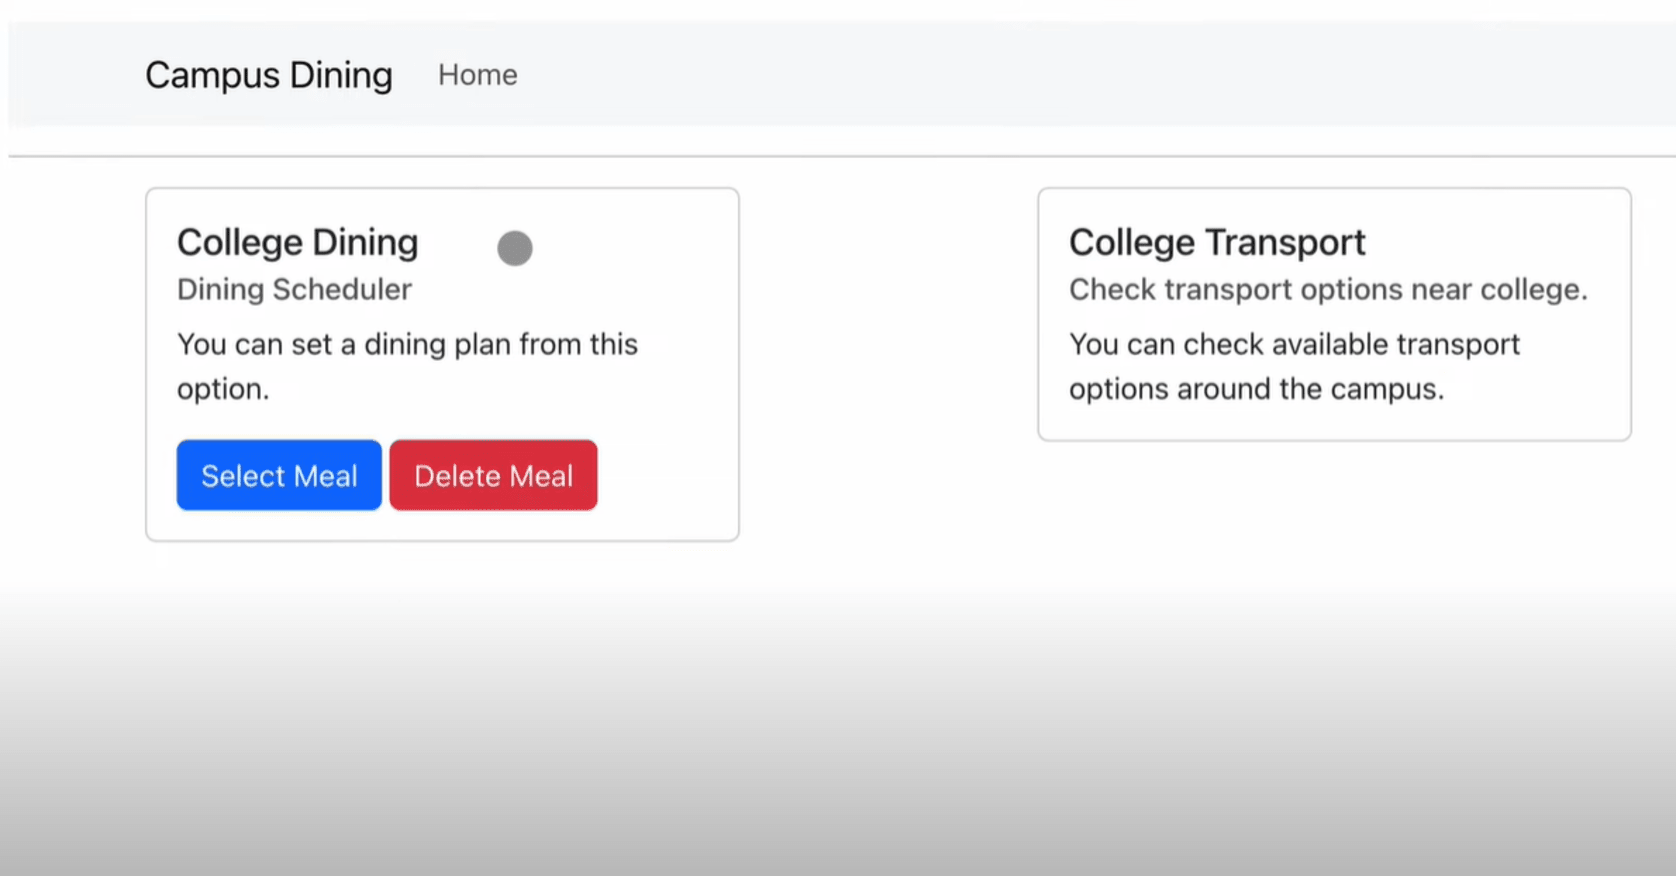 Campus Dining Home
College Dining
Dining Scheduler
You can set a dining plan from this
option.
Select Meal Delete Meal
College Transport
Check transport options near college.
You can check available transport
options around the campus.